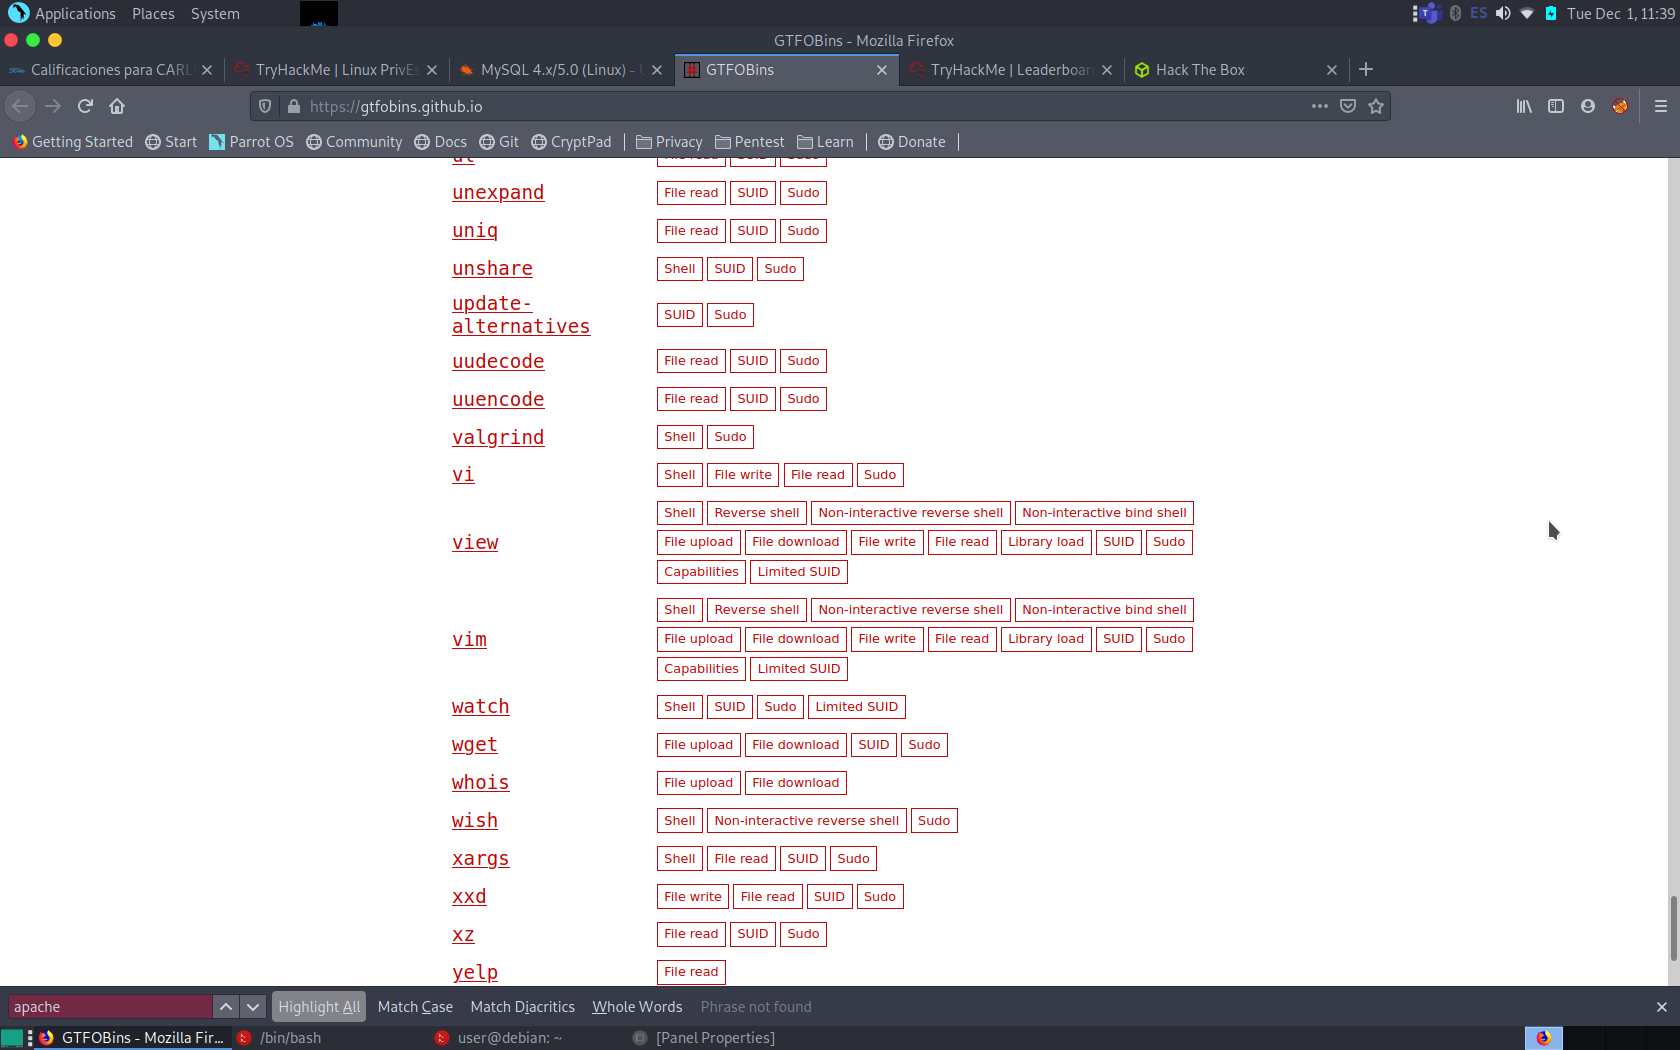 Applications Places System ES Tue Dec 1, 11:39
GTFOBins - Mozilla Firefox
Calificaciones para CARL TryHackMe | Linux PrivEs MySQL 4.x/5.0 (Linux) - GTFOBins TryHackMe | Leaderboar Hack The Box
https://gtfobins.github.io
Getting Started Start Parrot OS Community Docs Git CryptPad Privacy Pentest Learn Donate
unexpand File read SUID Sudo
uniq File read SUID Sudo
unshare Shell SUID Sudo
update-
alternatives SUID Sudo
uudecode File read SUID Sudo
uuencode File read SUID Sudo
valgrind Shell Sudo
vi Shell File write File read Sudo
Shell Reverse shell Non-interactive reverse shell Non-interactive bind shell
view File upload File download File write File read Library load SUID Sudo
Capabilities Limited SUID
Shell Reverse shell Non-interactive reverse shell Non-interactive bind shell
vim File upload File download File write File read Library load SUID Sudo
Capabilities Limited SUID
watch Shell SUID Sudo Limited SUID
wget File upload File download SUID Sudo
whois File upload File download
wish Shell Non-interactive reverse shell Sudo
xargs Shell File read SUID Sudo
xxd File write File read SUID Sudo
xz File read SUID Sudo
yelp File read
apache Highlight All Match Case Match Diacritics Whole Words Phrase not found
GTFOBins - Mozilla Fir... /bin/bash user@debian: ~ [Panel Properties]